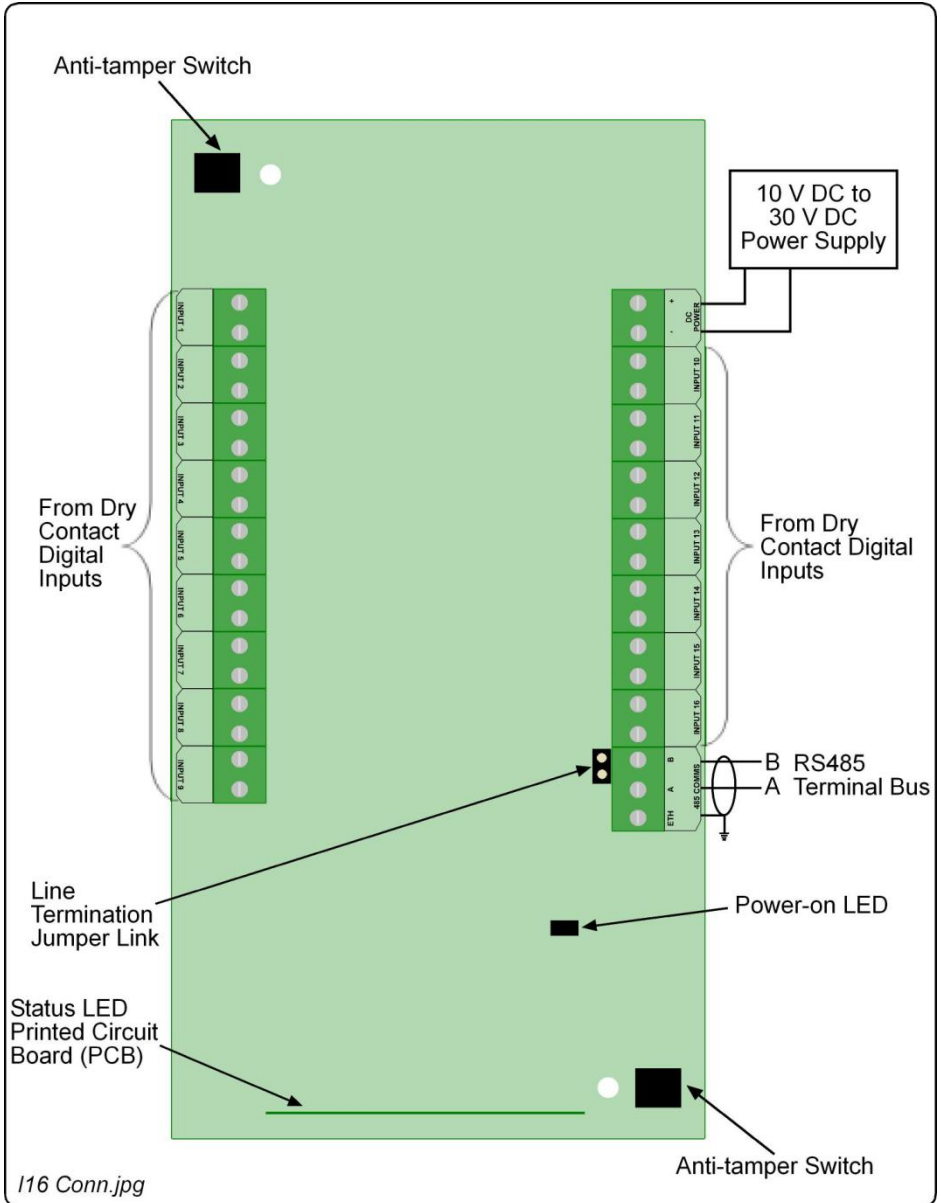 Anti-tamper Switch
10 V DC to
30 V DC
Power Supply
INPUT 1
INPUT 2
INPUT 3
INPUT 4
INPUT 5
INPUT 6
INPUT 7
INPUT 8
INPUT 9
+
-
DC
POWER
INPUT 10
INPUT 11
INPUT 12
INPUT 13
INPUT 14
INPUT 15
INPUT 16
B
A
ETH
485 COMMS
From Dry
Contact
Digital
Inputs
From Dry
Contact Digital
Inputs
B RS485
A Terminal Bus
Line
Termination
Jumper Link
Power-on LED
Status LED
Printed Circuit
Board (PCB)
Anti-tamper Switch
I16 Conn.jpg